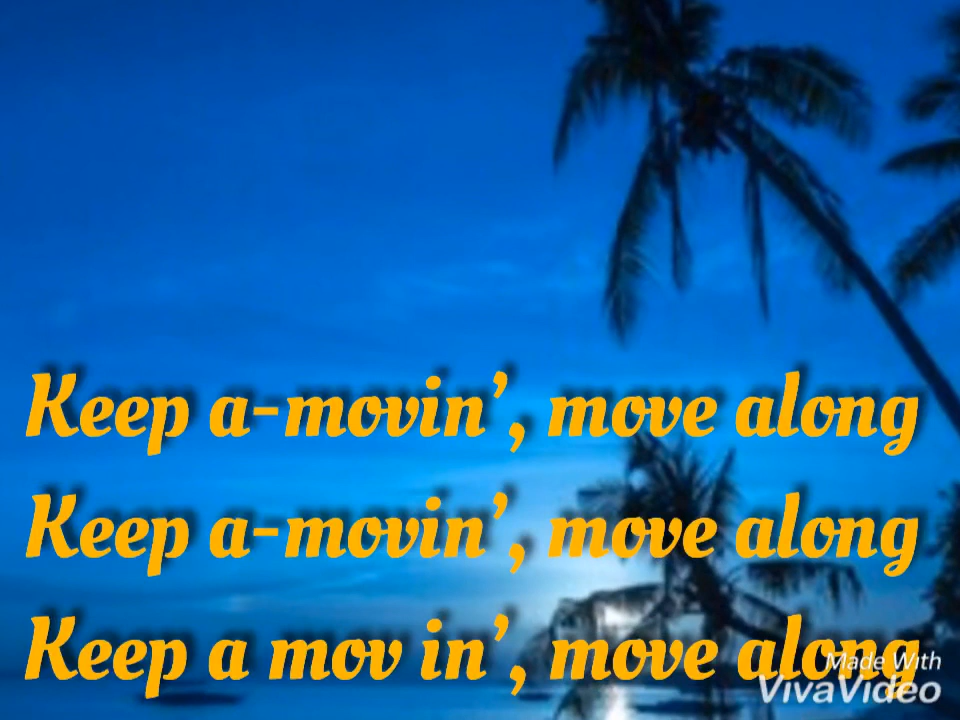 Keep a-movin’, move along
Keep a-movin’, move along
Keep a mov in’, move along
Made With
VivaVideo